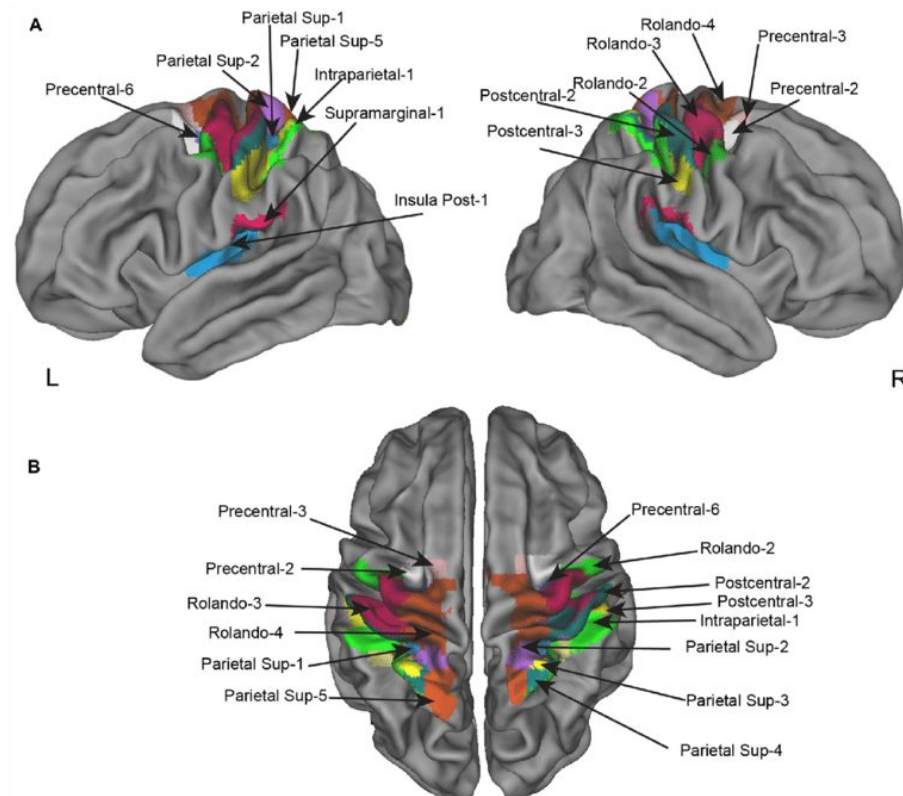 A
Parietal Sup-1
Parietal Sup-2
Parietal Sup-5
Precentral-6
Intraparietal-1
Supramarginal-1
Insula Post-1
Rolando-4
Rolando-3
Precentral-3
Rolando-2
Precentral-2
Postcentral-2
Postcentral-3
L
R
B
Precentral-3
Precentral-2
Rolando-3
Rolando-4
Parietal Sup-1
Parietal Sup-5
Precentral-6
Rolando-2
Postcentral-2
Postcentral-3
Intraparietal-1
Parietal Sup-2
Parietal Sup-3
Parietal Sup-4